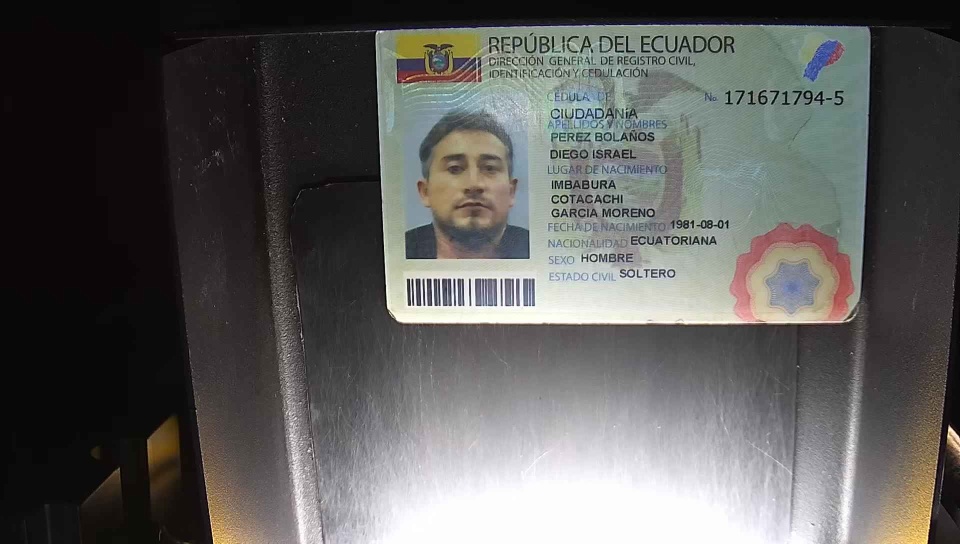 REPÚBLICA DEL ECUADOR
DIRECCIÓN GENERAL DE REGISTRO CIVIL,
IDENTIFICACIÓN Y CEDULACIÓN
CÉDULA DE No. 171671794-5
CIUDADANÍA
APELLIDOS Y NOMBRES
PEREZ BOLAÑOS
DIEGO ISRAEL
LUGAR DE NACIMIENTO
IMBABURA
COTACACHI
GARCIA MORENO
FECHA DE NACIMIENTO 1981-08-01
NACIONALIDAD ECUATORIANA
SEXO HOMBRE
ESTADO CIVIL SOLTERO